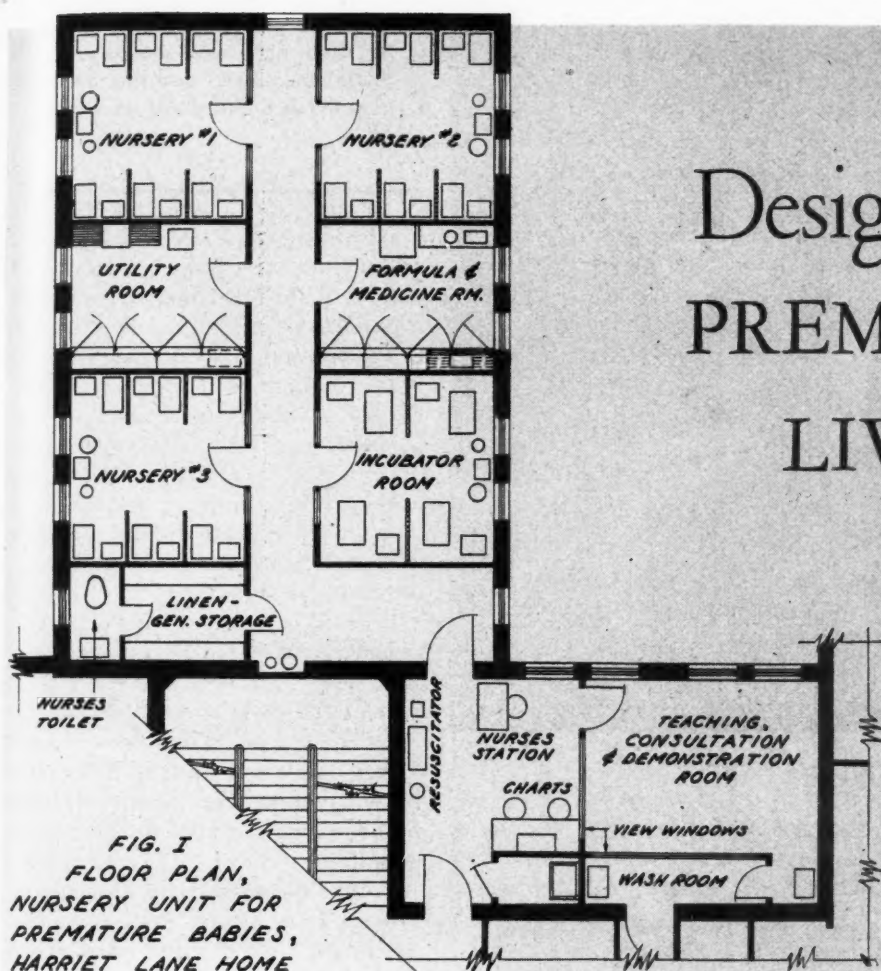 NURSERY #1
NURSERY #2
UTILITY
ROOM
FORMULA &
MEDICINE RM.
NURSERY #3
INCUBATOR
ROOM
LINEN-
GEN. STORAGE
NURSES
TOILET
RESUSCITATOR
NURSES
STATION
CHARTS
TEACHING,
CONSULTATION
& DEMONSTRATION
ROOM
VIEW WINDOWS
WASH ROOM
FIG. I
FLOOR PLAN,
NURSERY UNIT FOR
PREMATURE BABIES,
HARRIET LANE HOME
Desig
PREM
LIV